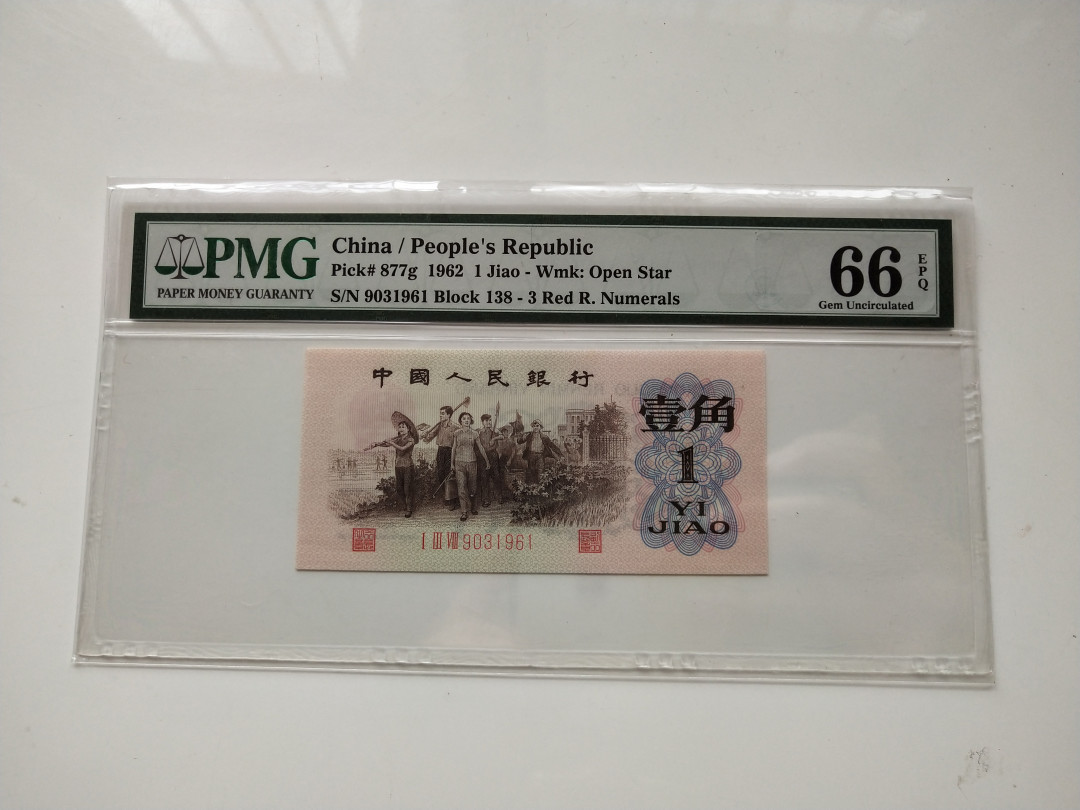 PMG
PAPER MONEY GUARANTY
China / People's Republic
Pick# 877g 1962 1 Jiao - Wmk: Open Star
S/N 9031961 Block 138 - 3 Red R. Numerals
66
EPQ
Gem Uncirculated
中國人民銀行
壹角
1
YI
JIAO
I III VIII 9031961